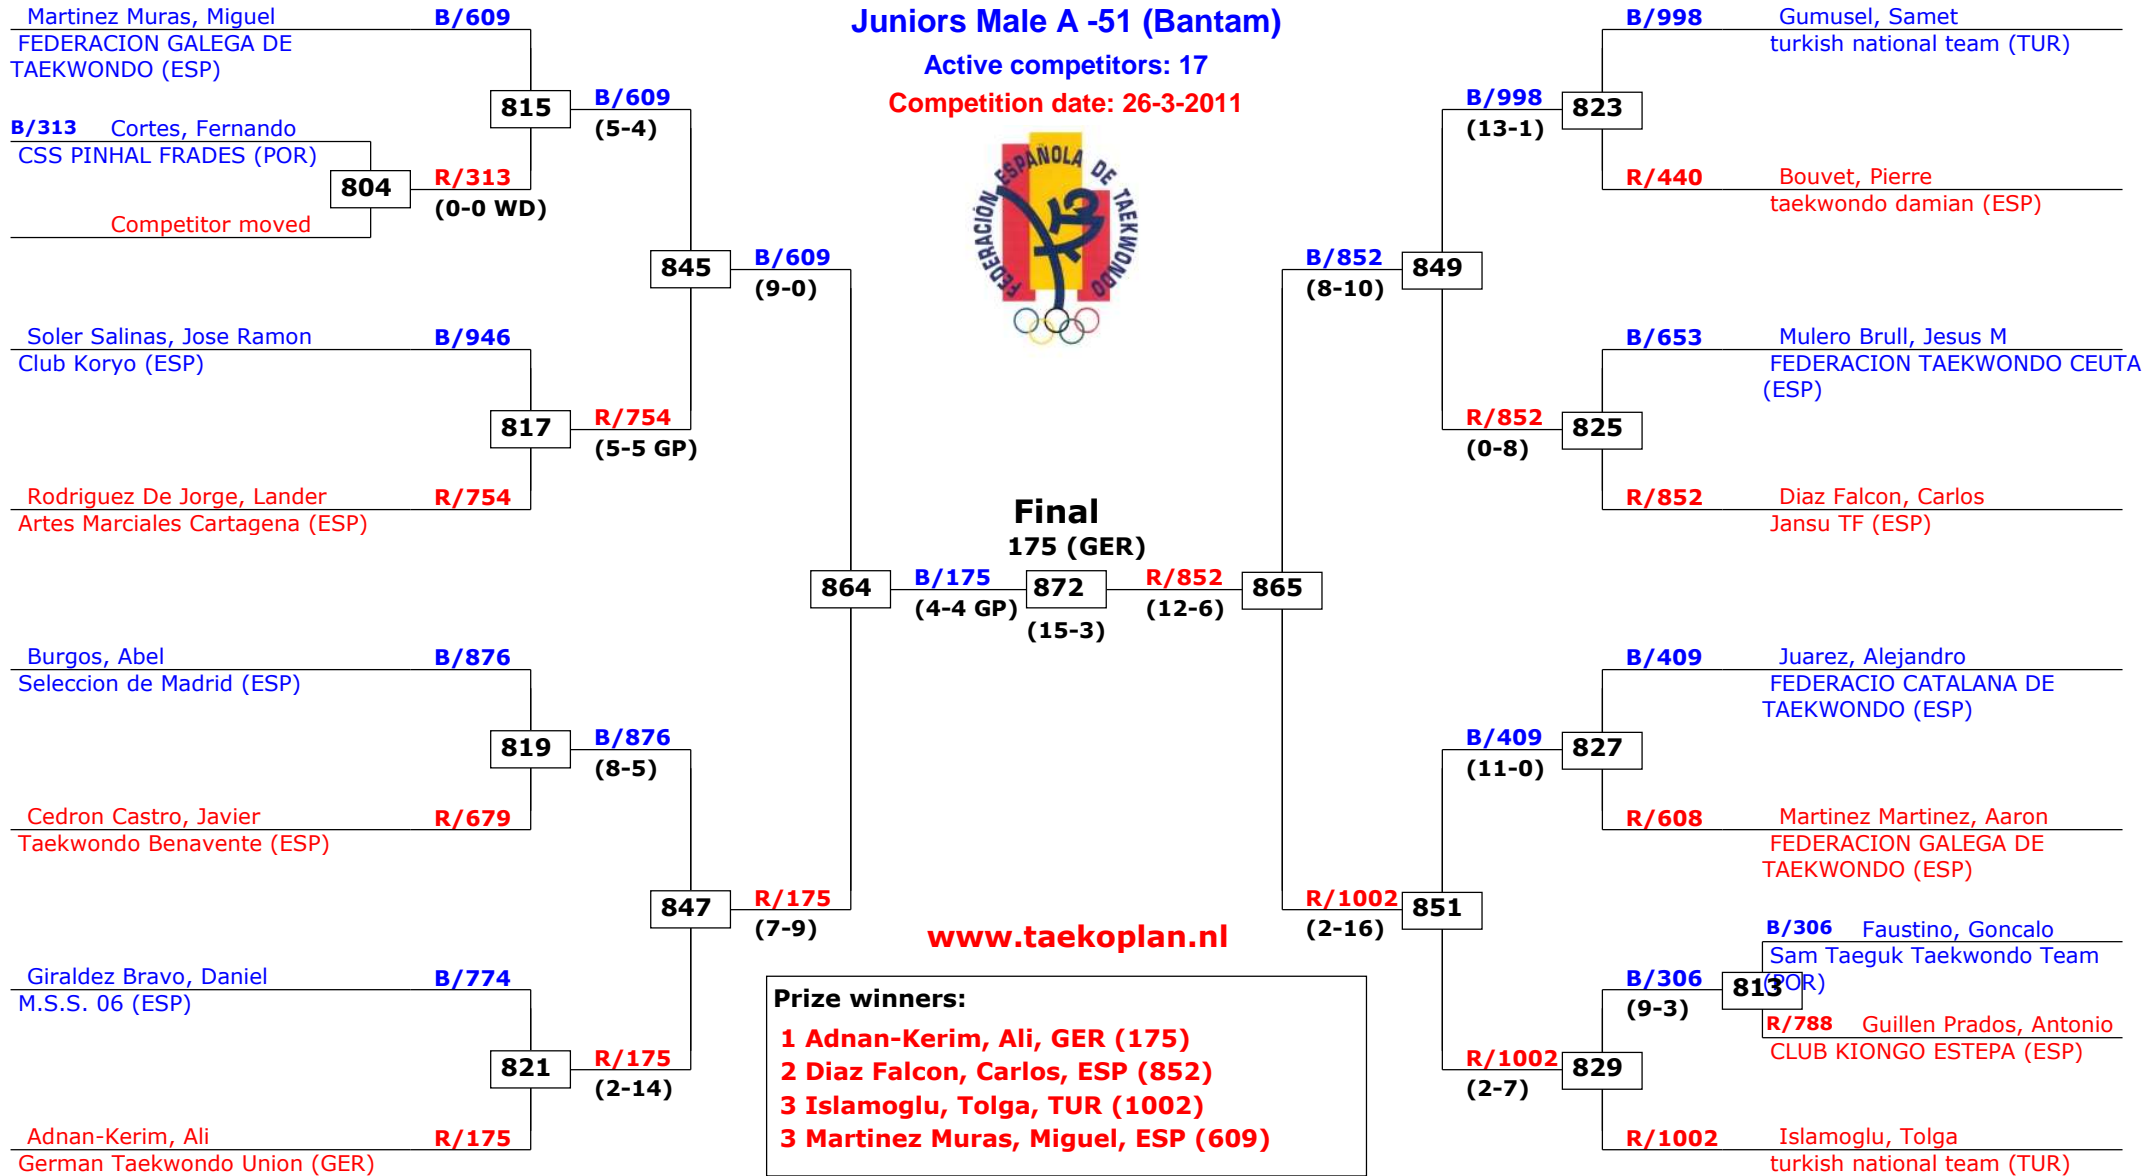 Juniors Male A -51 (Bantam)
Active competitors: 17
Competition date: 26-3-2011
FEDERACIÓN ESPAÑOLA DE TAEKWONDO
Martinez Muras, Miguel B/609
FEDERACION GALEGA DE
TAEKWONDO (ESP)
815
B/609
(5-4)
B/313 Cortes, Fernando
CSS PINHAL FRADES (POR)
804
R/313
(0-0 WD)
Competitor moved
845
B/609
(9-0)
Soler Salinas, Jose Ramon B/946
Club Koryo (ESP)
817
R/754
(5-5 GP)
Rodriguez De Jorge, Lander R/754
Artes Marciales Cartagena (ESP)
864
B/175
(4-4 GP)
Burgos, Abel B/876
Seleccion de Madrid (ESP)
819
B/876
(8-5)
Cedron Castro, Javier R/679
Taekwondo Benavente (ESP)
847
R/175
(7-9)
Giraldez Bravo, Daniel B/774
M.S.S. 06 (ESP)
821
R/175
(2-14)
Adnan-Kerim, Ali R/175
German Taekwondo Union (GER)
Final
175 (GER)
872
(15-3)
B/998 Gumusel, Samet
turkish national team (TUR)
B/998
(13-1)
823
R/440 Bouvet, Pierre
taekwondo damian (ESP)
B/852
(8-10)
849
B/653 Mulero Brull, Jesus M
FEDERACION TAEKWONDO CEUTA
(ESP)
R/852
(0-8)
825
R/852 Diaz Falcon, Carlos
Jansu TF (ESP)
R/852
(12-6)
865
B/409 Juarez, Alejandro
FEDERACIO CATALANA DE
TAEKWONDO (ESP)
B/409
(11-0)
827
R/608 Martinez Martinez, Aaron
FEDERACION GALEGA DE
TAEKWONDO (ESP)
R/1002
(2-16)
851
B/306 Faustino, Goncalo
Sam Taeguk Taekwondo Team
(POR)
B/306
(9-3)
813
R/788 Guillen Prados, Antonio
CLUB KIONGO ESTEPA (ESP)
R/1002
(2-7)
829
R/1002 Islamoglu, Tolga
turkish national team (TUR)
www.taekoplan.nl
Prize winners:
1 Adnan-Kerim, Ali, GER (175)
2 Diaz Falcon, Carlos, ESP (852)
3 Islamoglu, Tolga, TUR (1002)
3 Martinez Muras, Miguel, ESP (609)